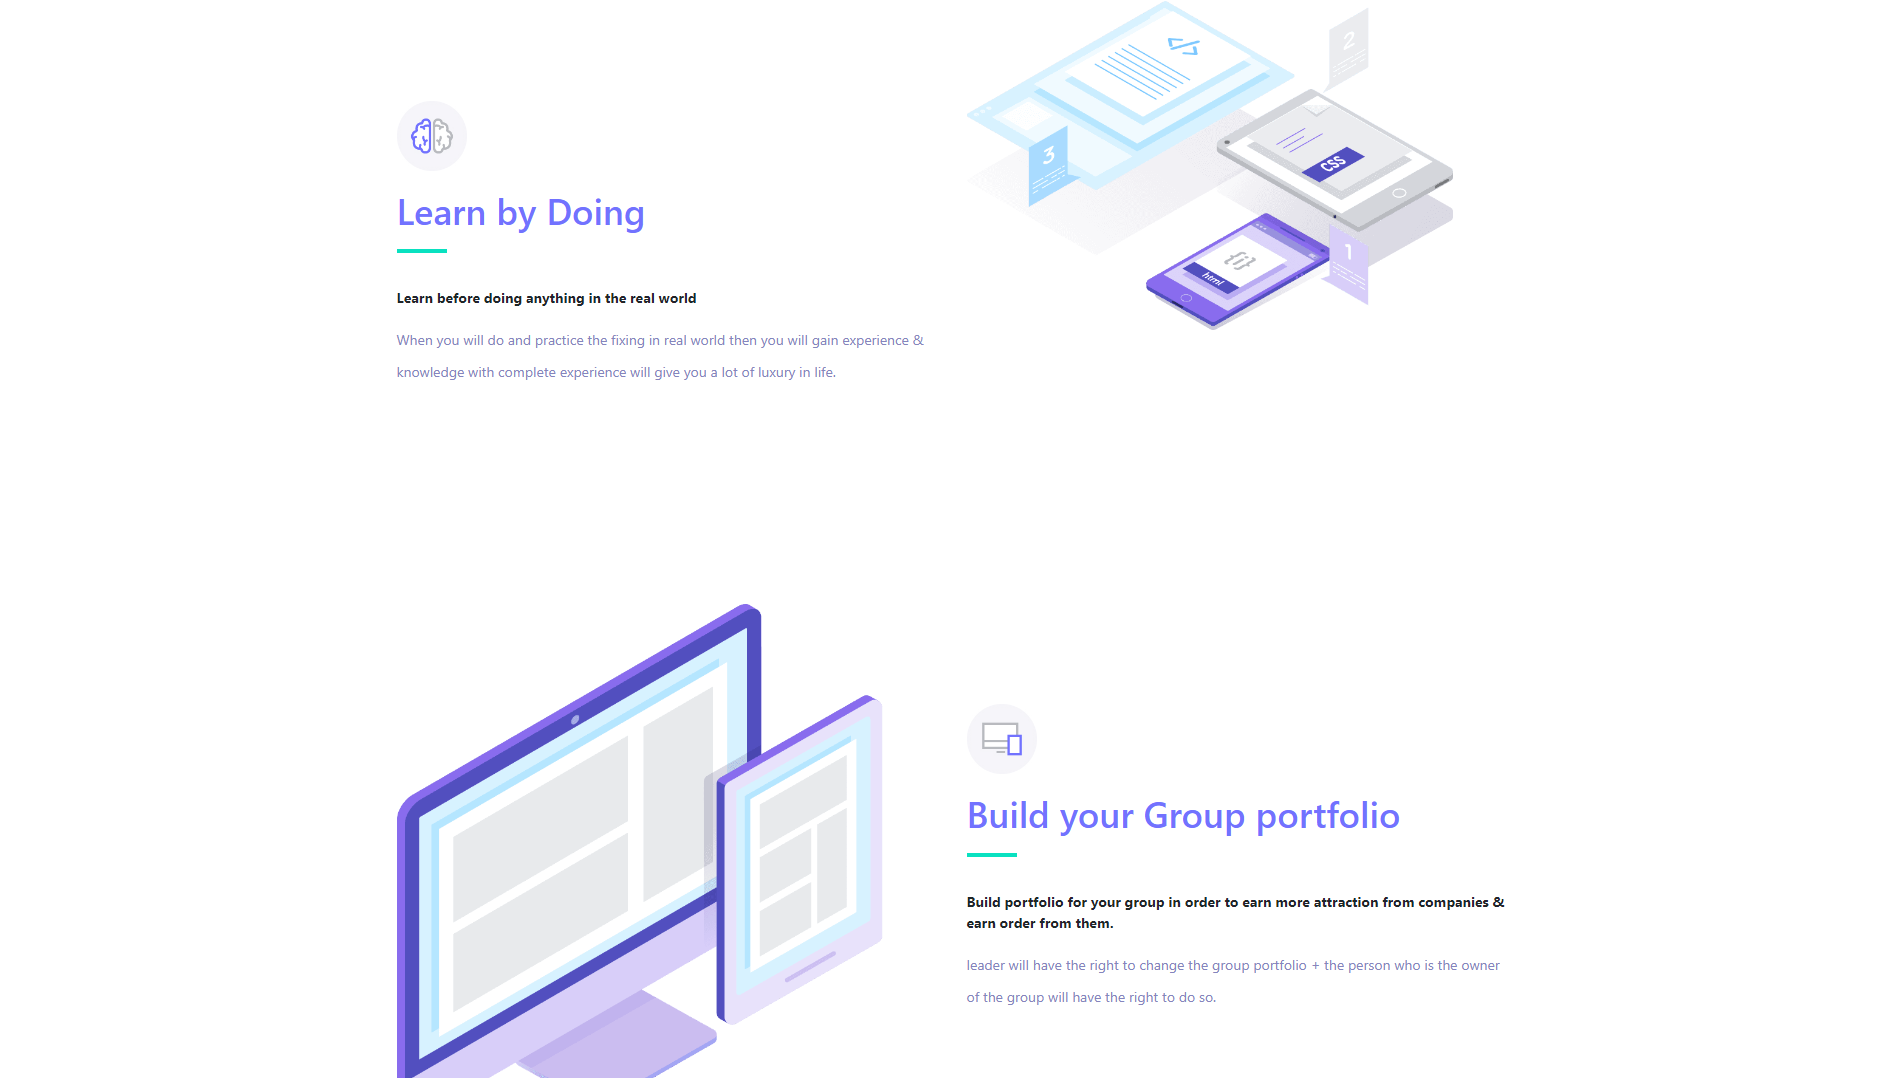 </>
2
3
CSS
1
{i}
html
Learn by Doing
Learn before doing anything in the real world
When you will do and practice the fixing in real world then you will gain experience &
knowledge with complete experience will give you a lot of luxury in life.
Build your Group portfolio
Build portfolio for your group in order to earn more attraction from companies &
earn order from them.
leader will have the right to change the group portfolio + the person who is the owner
of the group will have the right to do so.